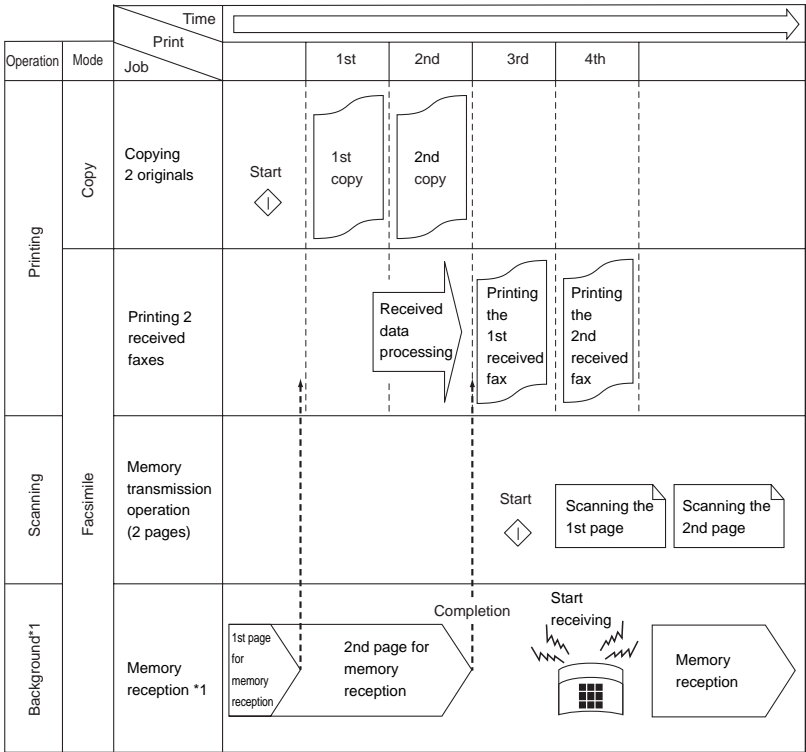 Time
Print
Job
Operation
Mode
1st
2nd
3rd
4th
Printing
Copy
Copying
2 originals
Start
1st
copy
2nd
copy
Printing 2
received
faxes
Received
data
processing
Printing
the
1st
received
fax
Printing
the
2nd
received
fax
Scanning
Facsimile
Memory
transmission
operation
(2 pages)
Start
Scanning the
1st page
Scanning the
2nd page
Background*1
Memory
reception *1
1st page
for
memory
reception
2nd page for
memory
reception
Completion
Start
receiving
Memory
reception